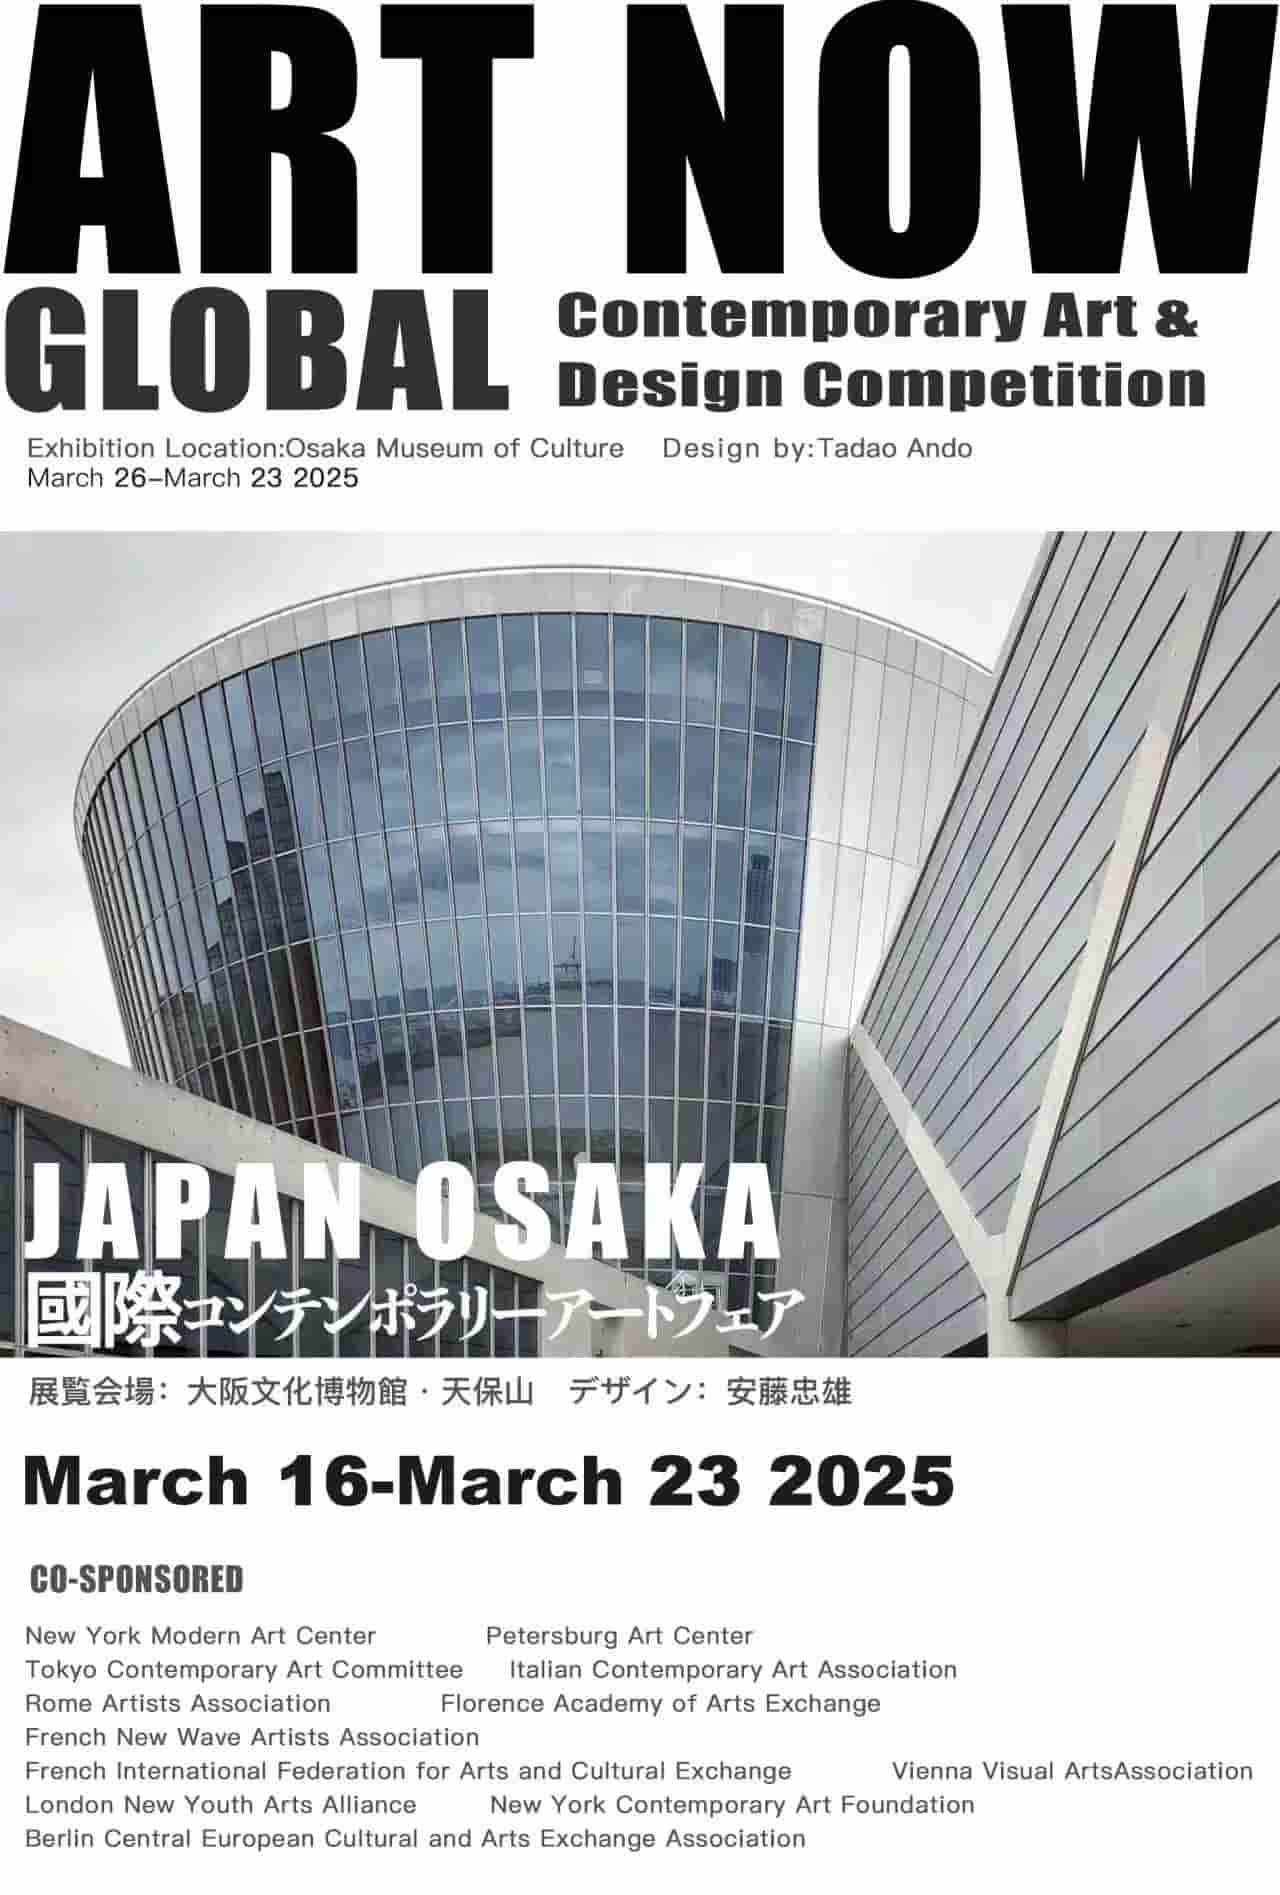 ART NOW
GLOBAL Contemporary Art &
Design Competition
Exhibition Location:Osaka Museum of Culture Design by:Tadao Ando
March 26–March 23 2025
JAPAN OSAKA
國際コンテンポラリーアートフェア
展覧会場：大阪文化博物館・天保山 デザイン：安藤忠雄
March 16-March 23 2025
CO-SPONSORED
New York Modern Art Center Petersburg Art Center
Tokyo Contemporary Art Committee Italian Contemporary Art Association
Rome Artists Association Florence Academy of Arts Exchange
French New Wave Artists Association
French International Federation for Arts and Cultural Exchange Vienna Visual ArtsAssociation
London New Youth Arts Alliance New York Contemporary Art Foundation
Berlin Central European Cultural and Arts Exchange Association